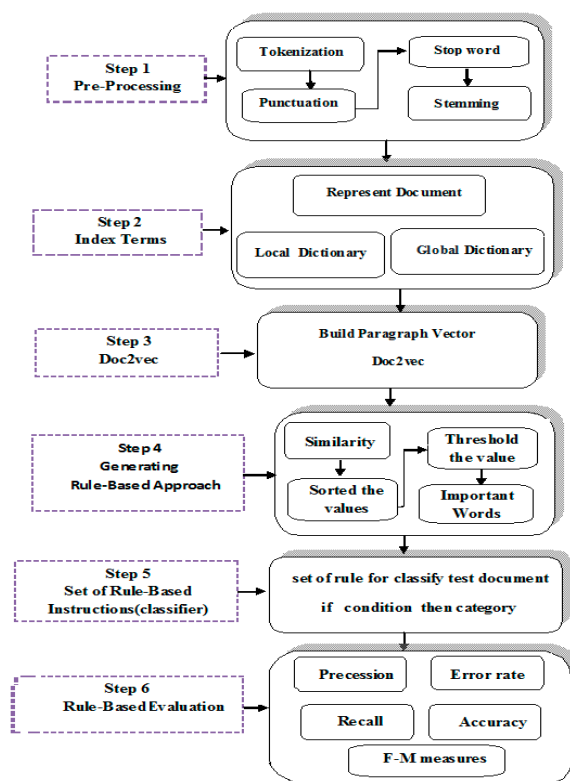 Step 1
Pre-Processing
Tokenization
Punctuation
Stop word
Stemming
Step 2
Index Terms
Represent Document
Local Dictionary
Global Dictionary
Step 3
Doc2vec
Build Paragraph Vector
Doc2vec
Step 4
Generating
Rule-Based Approach
Similarity
Sorted the
values
Threshold
the value
Important
Words
Step 5
Set of Rule-Based
Instructions(classifier)
set of rule for classify test document
if condition then category
Step 6
Rule-Based Evaluation
Precession
Error rate
Recall
Accuracy
F-M measures